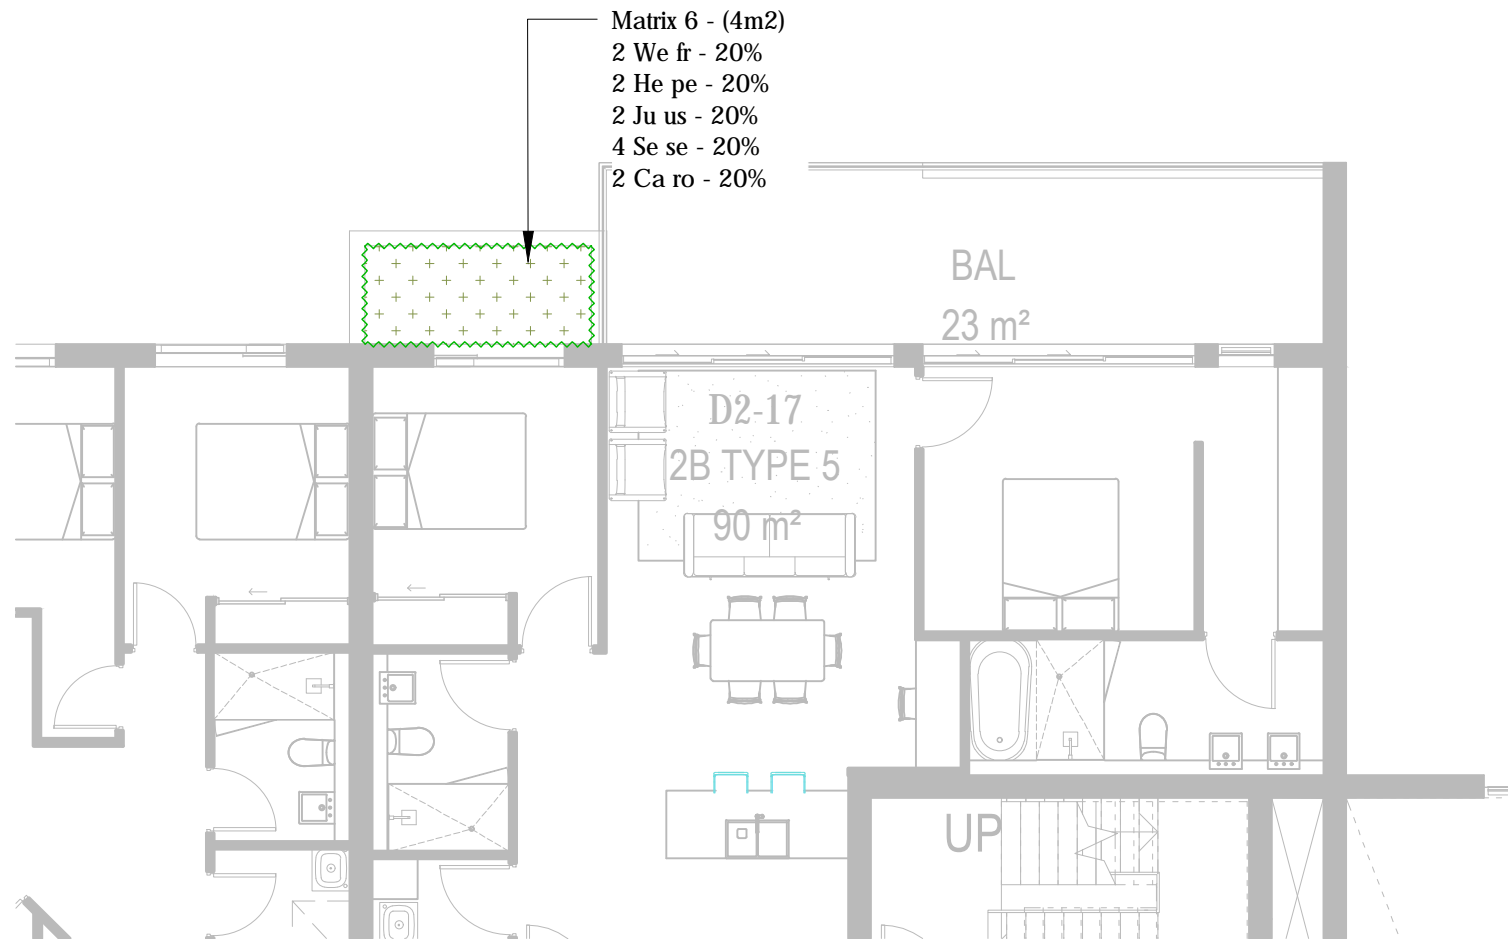 Matrix 6 - (4m2)
2 We fr - 20%
2 He pe - 20%
2 Ju us - 20%
4 Se se - 20%
2 Ca ro - 20%
BAL
23 m²
D2-17
2B TYPE 5
90 m²
UP